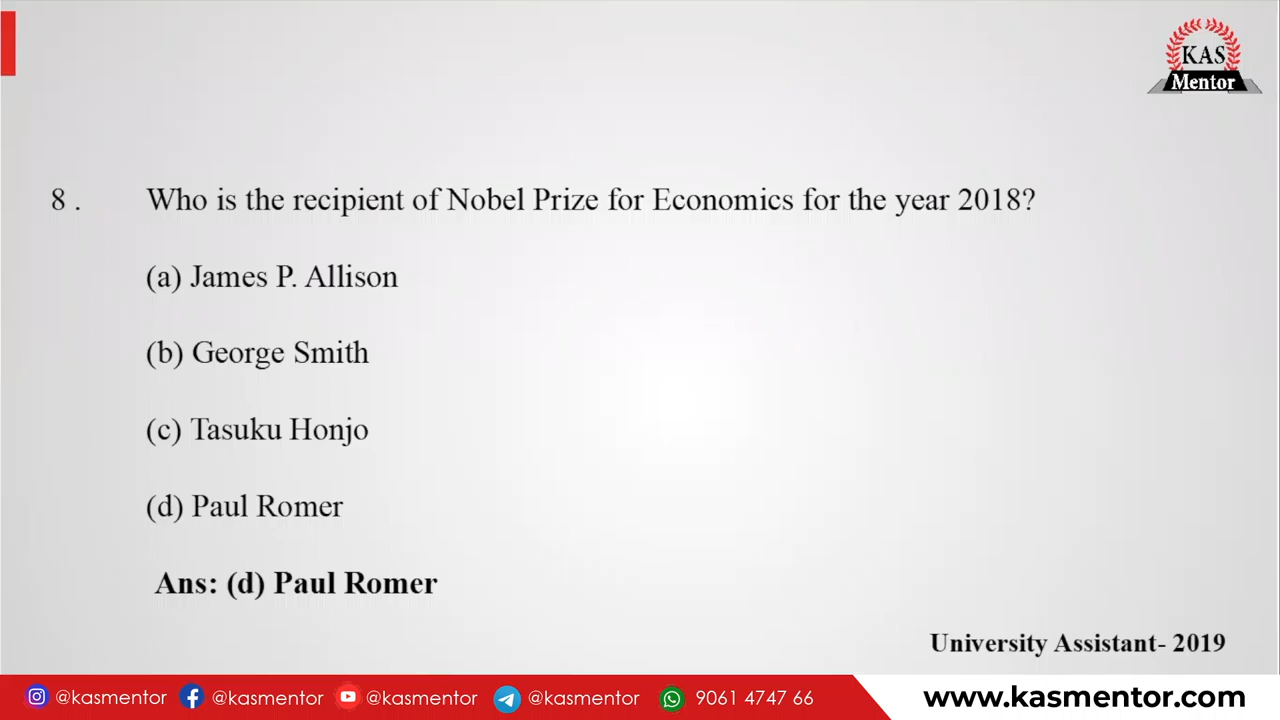 KAS
Mentor
8 . Who is the recipient of Nobel Prize for Economics for the year 2018?
(a) James P. Allison
(b) George Smith
(c) Tasuku Honjo
(d) Paul Romer
Ans: (d) Paul Romer
University Assistant- 2019
@kasmentor @kasmentor @kasmentor @kasmentor 9061 4747 66 www.kasmentor.com